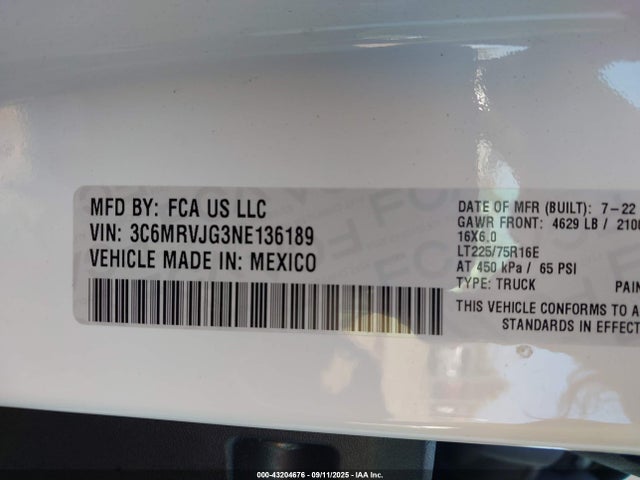 MFD BY: FCA US LLC
VIN: 3C6MRVJG3NE136189
VEHICLE MADE IN: MEXICO
DATE OF MFR (BUILT): 7-22
GAWR FRONT: 4629 LB / 2100
16X6.0
LT225/75R16E
AT 450 kPa / 65 PSI
TYPE: TRUCK PAIN
THIS VEHICLE CONFORMS TO A
STANDARDS IN EFFECT
000-43204676 - 09/11/2025 - IAA Inc.